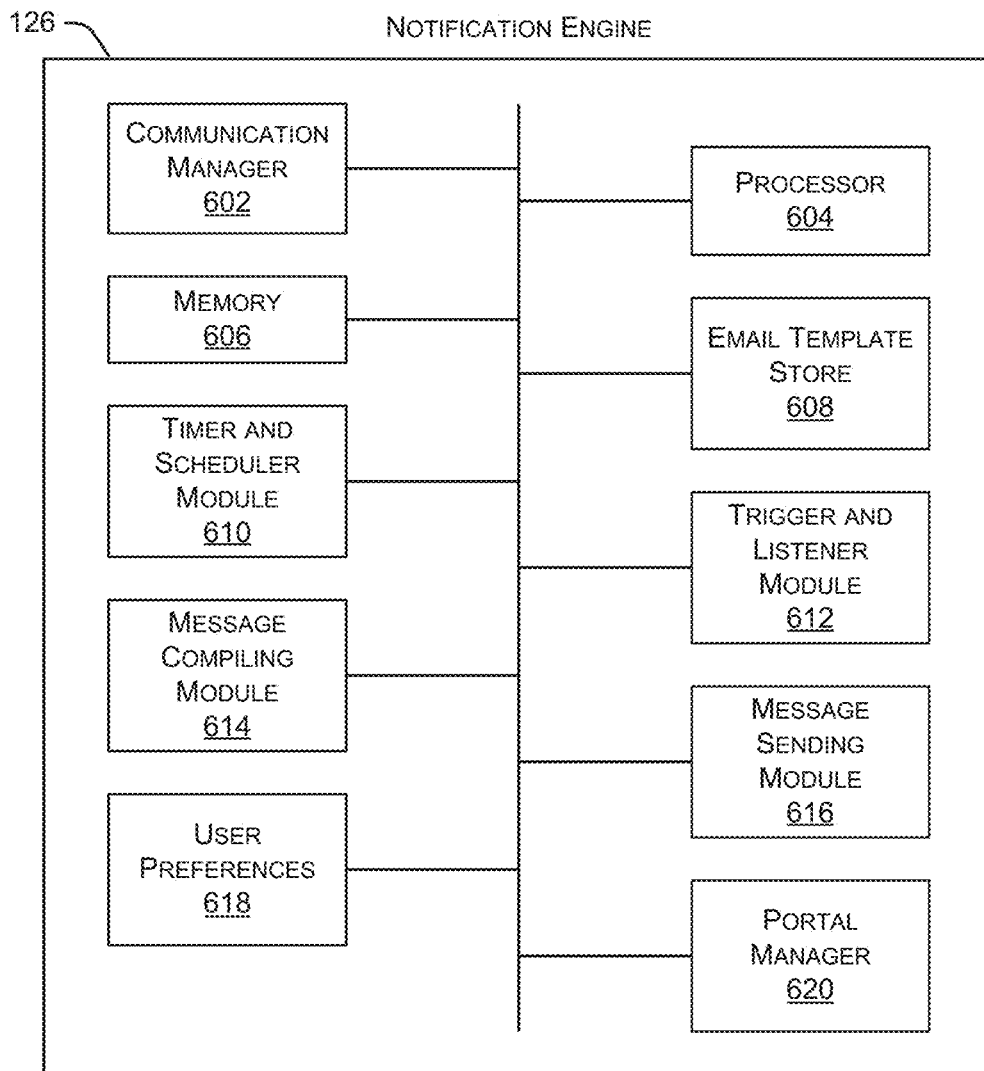 126
NOTIFICATION ENGINE
COMMUNICATION
MANAGER
602
PROCESSOR
604
MEMORY
606
EMAIL TEMPLATE
STORE
608
TIMER AND
SCHEDULER
MODULE
610
TRIGGER AND
LISTENER
MODULE
612
MESSAGE
COMPILING
MODULE
614
MESSAGE
SENDING
MODULE
616
USER
PREFERENCES
618
PORTAL
MANAGER
620